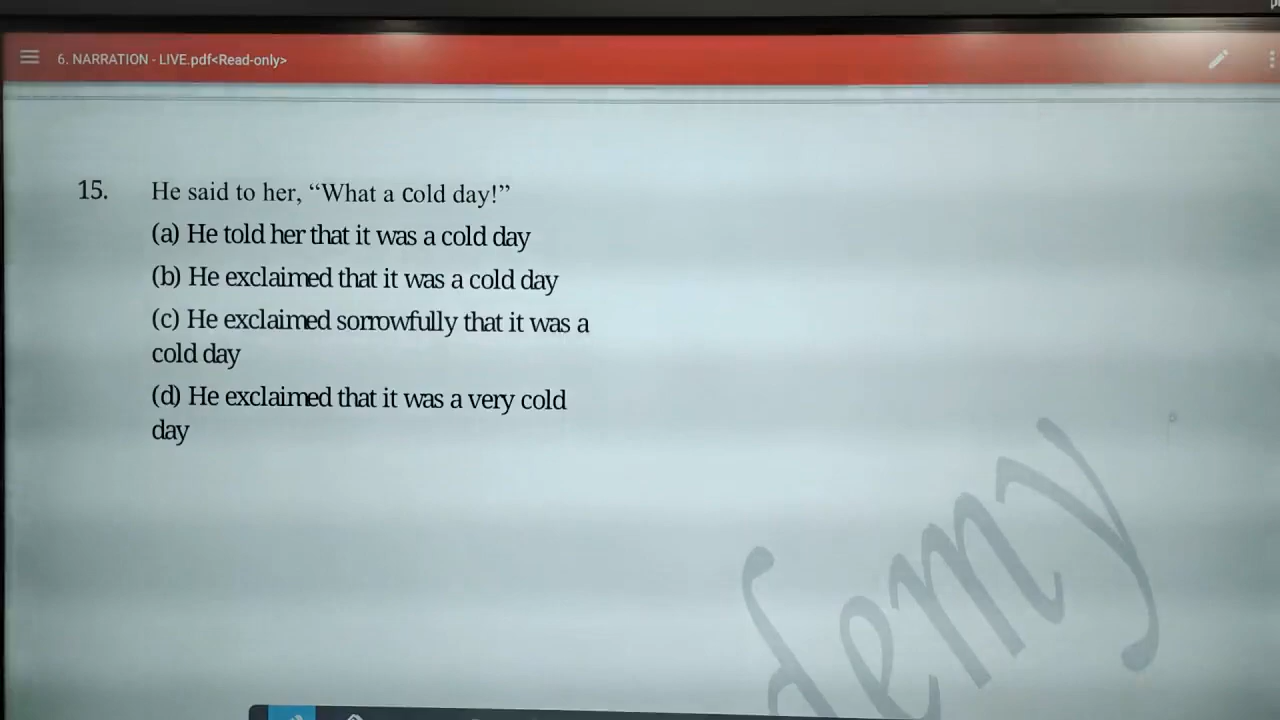 6. NARRATION - LIVE.pdf<Read-only>
15. He said to her, “What a cold day!”
(a) He told her that it was a cold day
(b) He exclaimed that it was a cold day
(c) He exclaimed sorrowfully that it was a
cold day
(d) He exclaimed that it was a very cold
day
demy